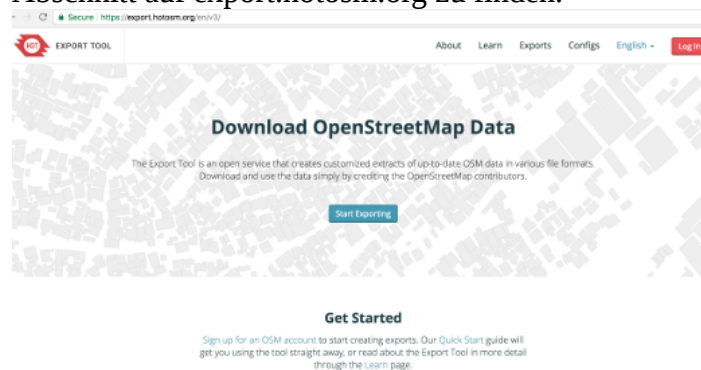 Abschnitt auf export.hotosm.org zu finden.
Secure https://export.hotosm.org/en/v3/
HOT EXPORT TOOL About Learn Exports Configs English Log In
Download OpenStreetMap Data
The Export Tool is an open service that creates customized extracts of up-to-date OSM data in various file formats.
Download and use the data simply by crediting the OpenStreetMap contributors.
Start Exporting
Get Started
Sign up for an OSM account to start creating exports. Our Quick Start guide will
get you using the tool straight away, or read about the Export Tool in more detail
through the Learn page.